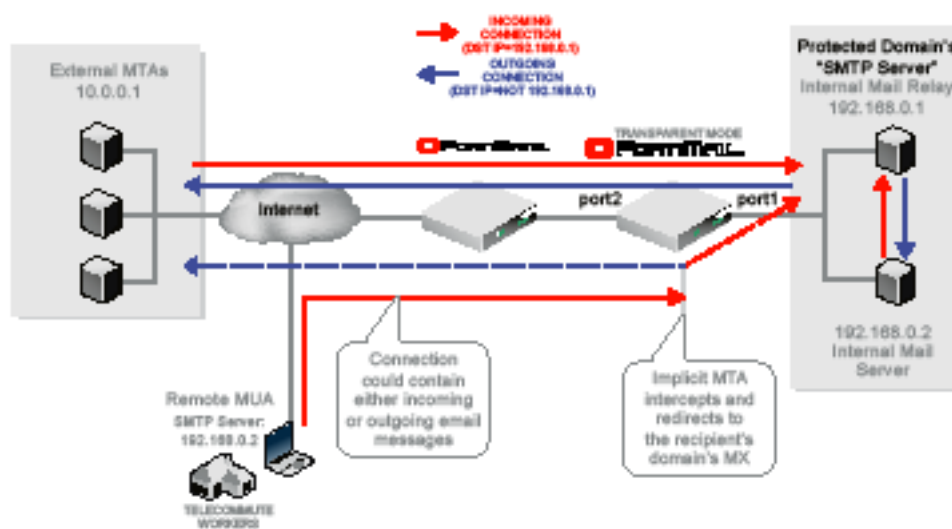 INCOMING
CONNECTION
(DST IP=192.168.0.1)
OUTGOING
CONNECTION
(DST IP=NOT 192.168.0.1)
External MTAs
10.0.0.1
Protected Domain's
"SMTP Server"
Internal Mail Relay
192.168.0.1
TRANSPARENT MODE
FORTIMAIL
Internet
port2
port1
192.168.0.2
Internal Mail
Server
Connection
could contain
either incoming
or outgoing email
messages
Implicit MTA
intercepts and
redirects to
the recipient's
domain's MX
Remote MUA
SMTP Server:
192.168.0.2
TELECOMMUTE
WORKERS